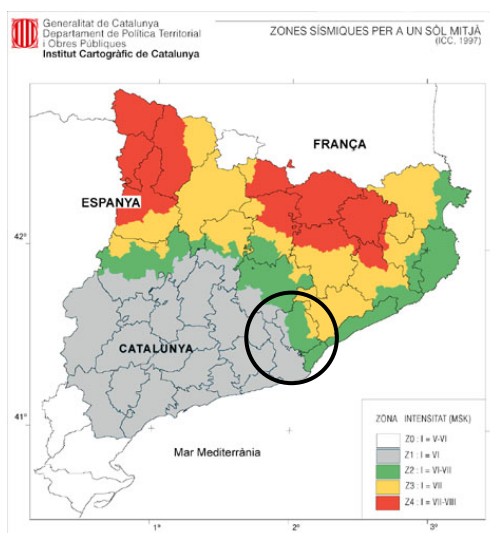 Generalitat de Catalunya
Departament de Política Territorial
i Obres Públiques
Institut Cartogràfic de Catalunya
ZONES SÍSMIQUES PER A UN SÒL MITJÀ
(ICC, 1997)
FRANÇA
ESPANYA
42°
CATALUNYA
41°
Mar Mediterrània
ZONA INTENSITAT (MSK)
Z0 : I = V-VI
Z1 : I = VI
Z2 : I = VI-VII
Z3 : I = VII
Z4 : I = VII-VIII
1° 2° 3°